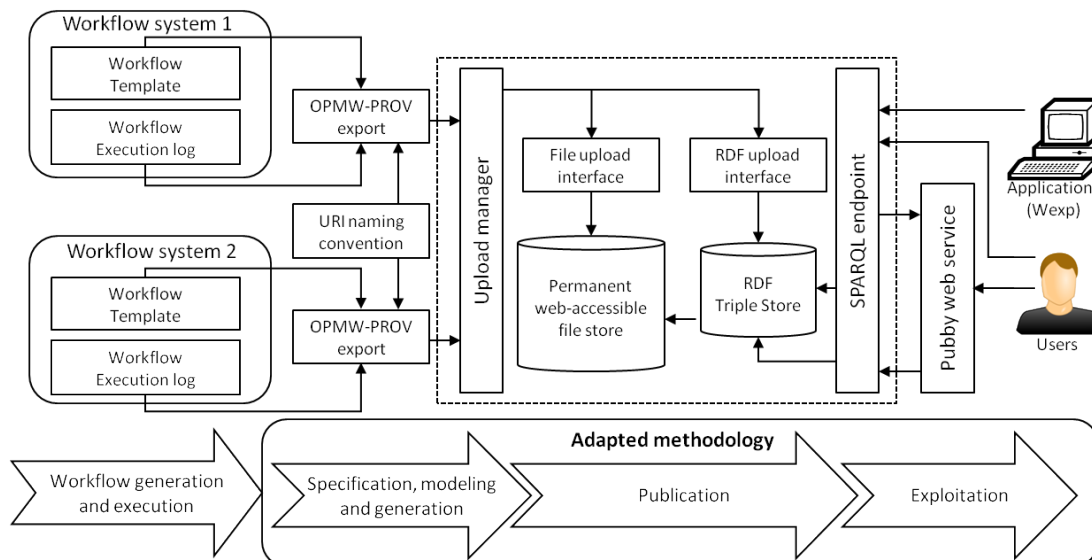 Workflow system 1
Workflow
Template
Workflow
Execution log
OPMW-PROV
export
URI naming
convention
Workflow system 2
Workflow
Template
Workflow
Execution log
OPMW-PROV
export
Upload manager
File upload
interface
RDF upload
interface
Permanent
web-accessible
file store
RDF
Triple Store
SPARQL endpoint
Pubby web service
Application
(Wexp)
Users
Adapted methodology
Workflow generation
and execution
Specification, modeling
and generation
Publication
Exploitation